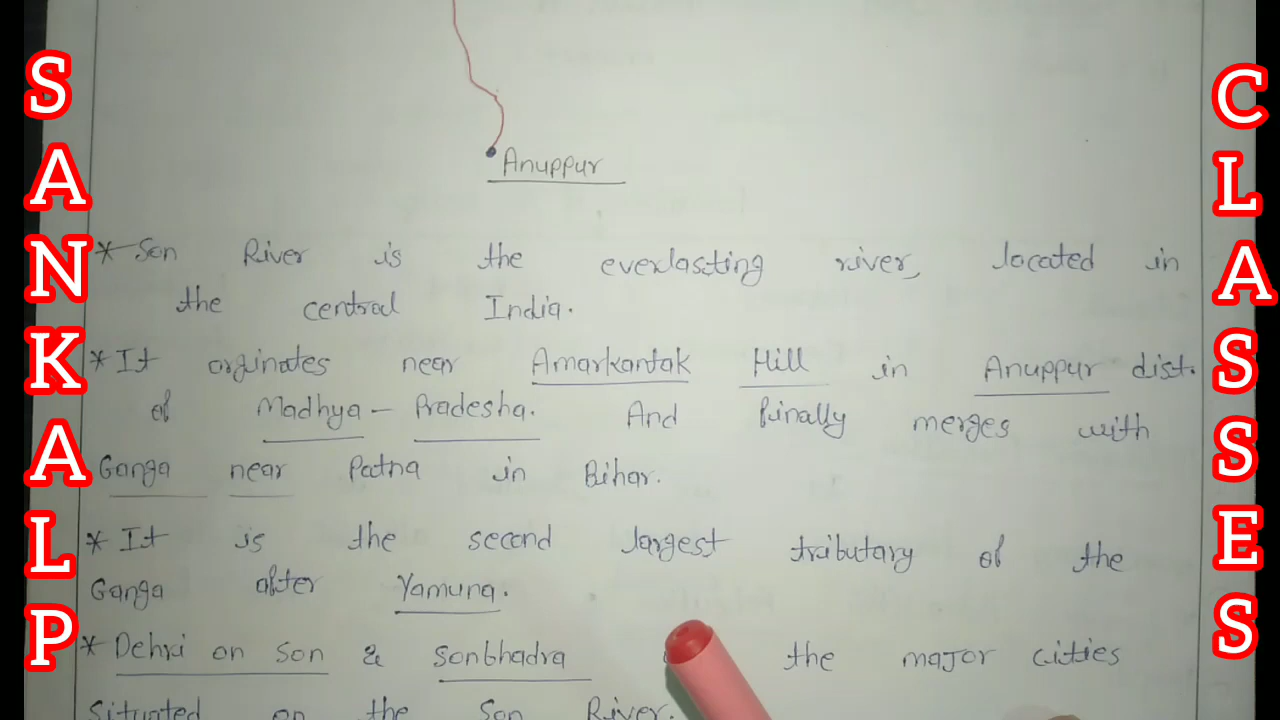 SANKALP
CLASSES
Anuppur
* Son River is the everlasting river, located in
the central India.
* It orginates near Amarkantak Hill in Anuppur dist.
of Madhya - Pradesha. And finally merges with
Ganga near Patna in Bihar.
* It is the second largest tributary of the
Ganga after Yamuna.
* Dehri on Son & Sonbhadra the major cities
situated on the Son River.